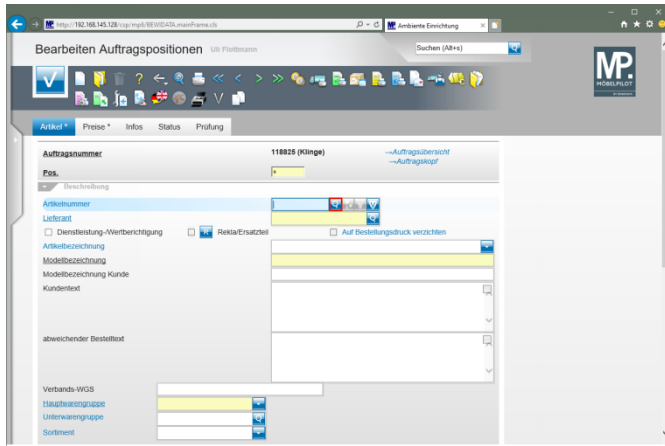 http://192.168.145.128/csp/mp5/BEWIDATA.mainFrame.cls
Ambiente Einrichtung
Bearbeiten Auftragspositionen Uli Plottmann
Suchen (Alt+s)
MP.
MÖBELPILOT
Artikel * Preise * Infos Status Prüfung
Auftragsnummer 118825 (Klinge) →Auftragsübersicht
→Auftragskopf
Pos. +
Beschreibung
Artikelnummer
Lieferant
Dienstleistung-/Wertberichtigung R Rekla/Ersatzteil Auf Bestellungsdruck verzichten
Artikelbezeichnung
Modellbezeichnung
Modellbezeichnung Kunde
Kundentext
abweichender Bestelltext
Verbands-WGS
Hauptwarengruppe
Unterwarengruppe
Sortiment